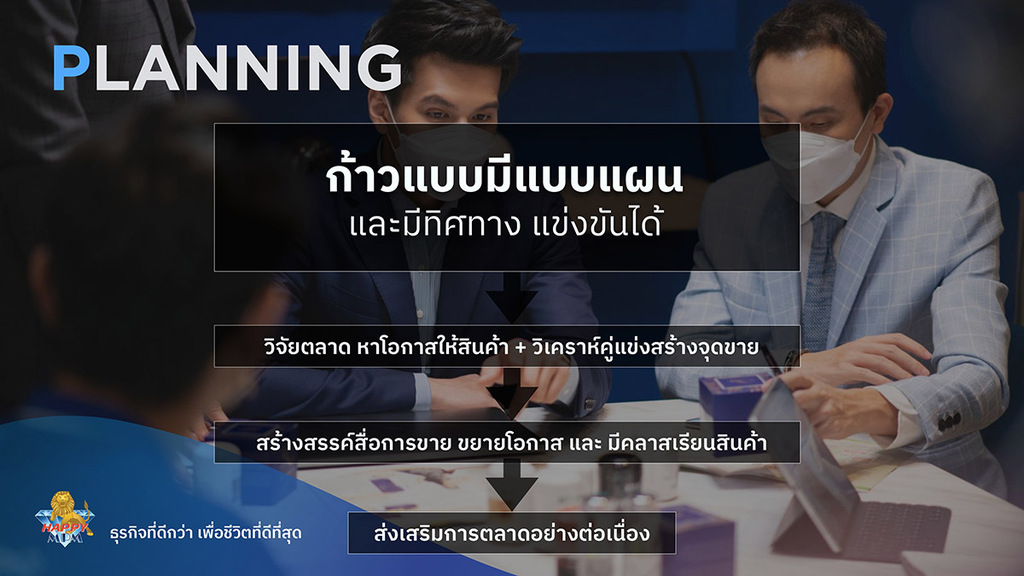 PLANNING
ก้าวแบบมีแบบแผน
และมีทิศทาง แข่งขันได้
วิจัยตลาด หาโอกาสให้สินค้า + วิเคราห์คู่แข่งสร้างจุดขาย
สร้างสรรค์สื่อการขาย ขยายโอกาส และ มีคลาสเรียนสินค้า
ส่งเสริมการตลาดอย่างต่อเนื่อง
HAPPY
MPM
ธุรกิจที่ดีกว่า เพื่อชีวิตที่ดีที่สุด